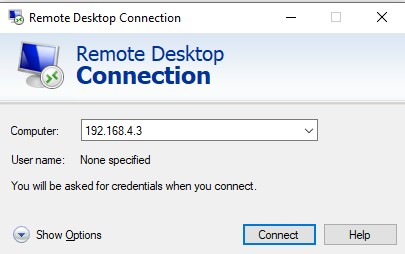 Remote Desktop Connection
Remote Desktop
Connection
Computer: 192.168.4.3
User name: None specified
You will be asked for credentials when you connect.
Show Options Connect Help